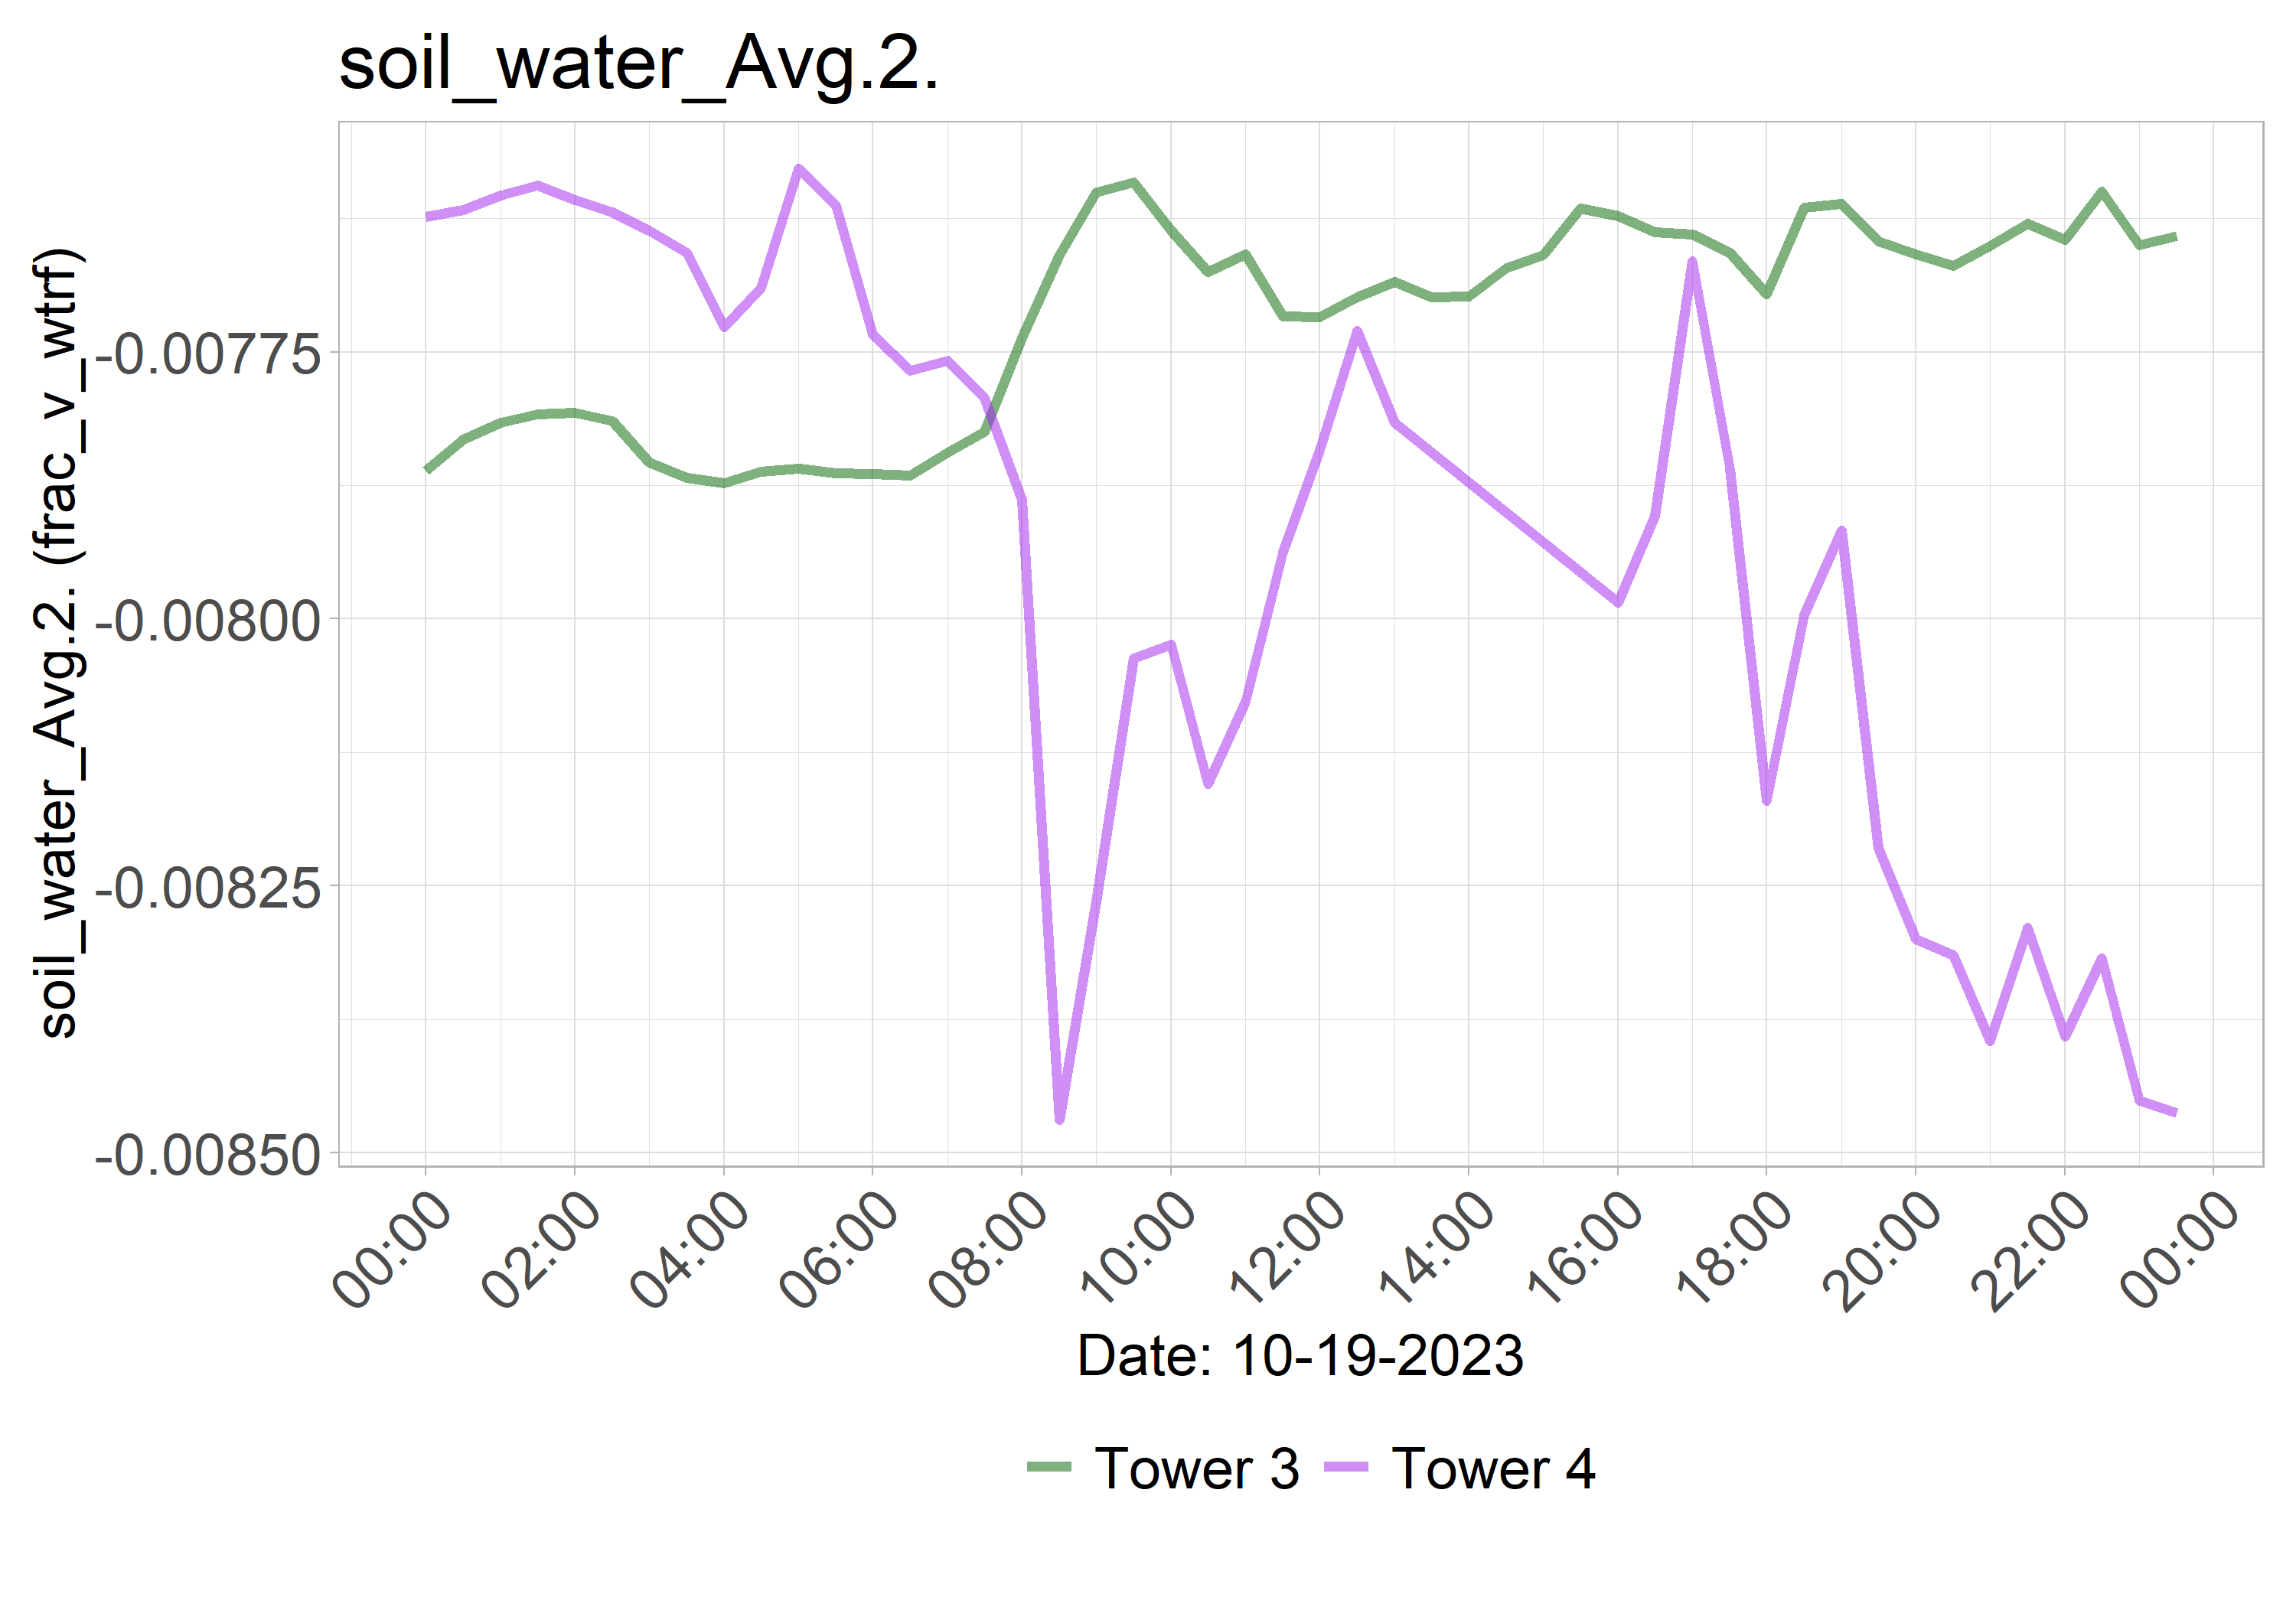 soil_water_Avg.2.
soil_water_Avg.2. (frac_v_wtrf)
-0.00775
-0.00800
-0.00825
-0.00850
00:00 02:00 04:00 06:00 08:00 10:00 12:00 14:00 16:00 18:00 20:00 22:00 00:00
Date: 10-19-2023
Tower 3 Tower 4